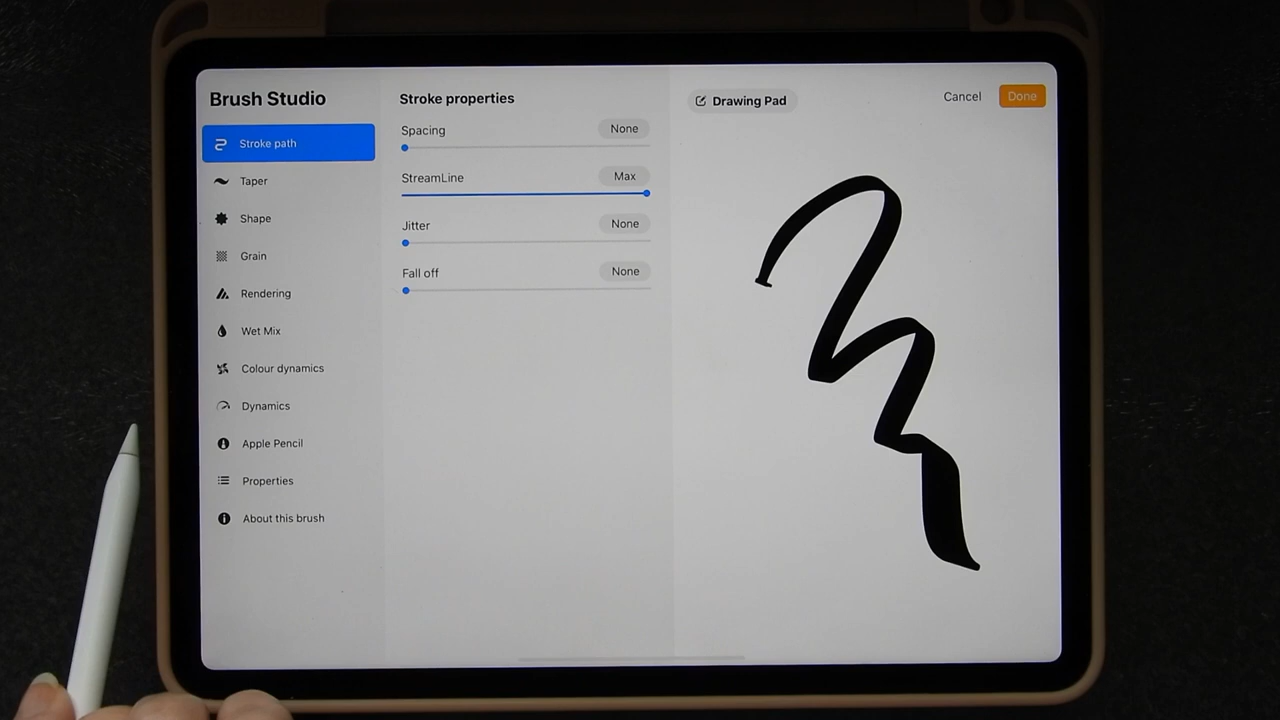 Brush Studio
Stroke path
Taper
Shape
Grain
Rendering
Wet Mix
Colour dynamics
Dynamics
Apple Pencil
Properties
About this brush
Stroke properties
Spacing None
StreamLine Max
Jitter None
Fall off None
Drawing Pad
Cancel
Done